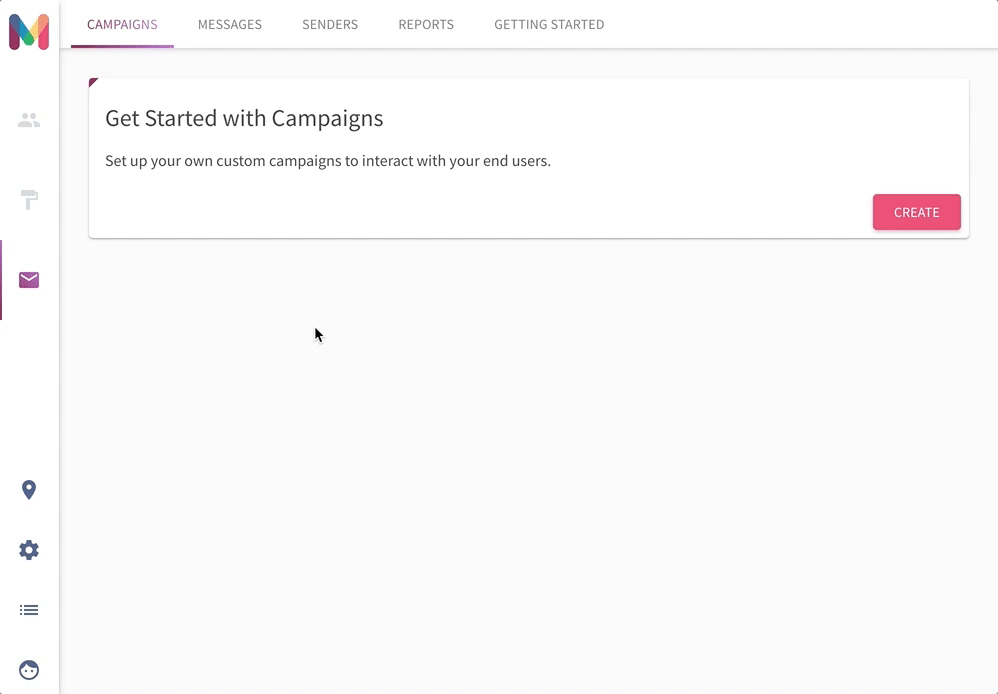 CAMPAIGNS MESSAGES SENDERS REPORTS GETTING STARTED
Get Started with Campaigns
Set up your own custom campaigns to interact with your end users.
CREATE